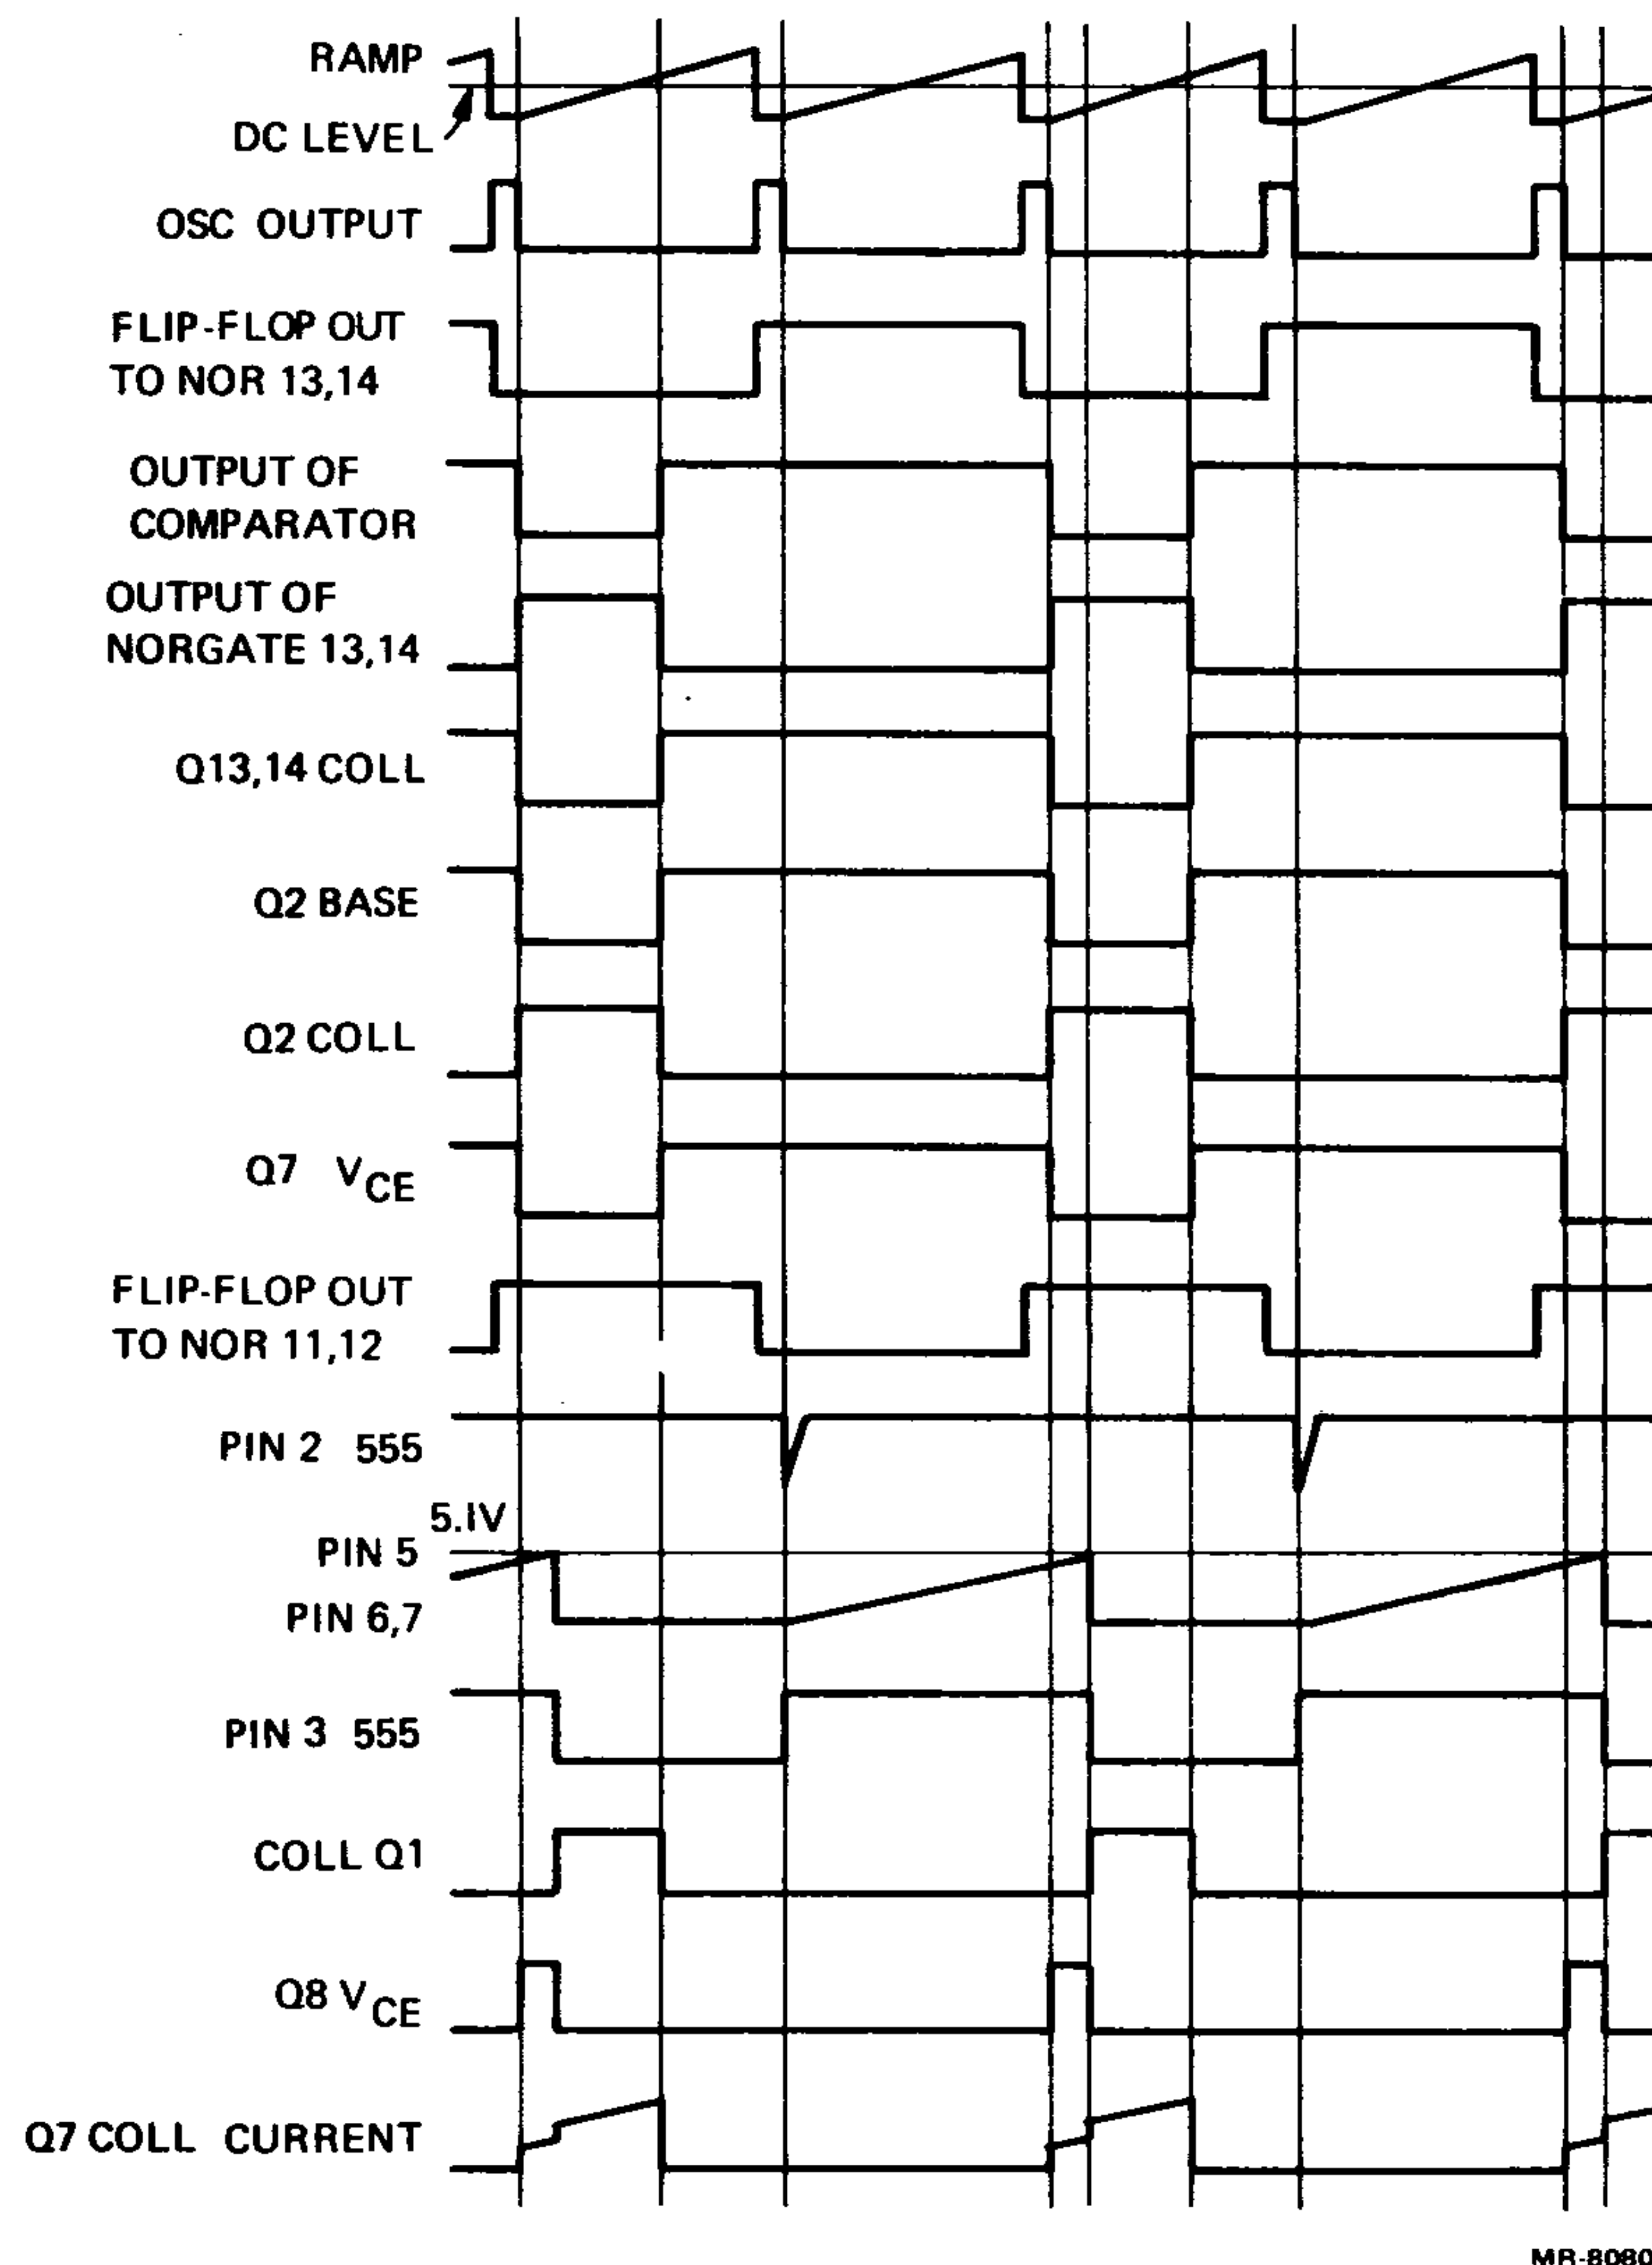 RAMP
DC LEVEL
OSC OUTPUT
FLIP-FLOP OUT
TO NOR 13,14
OUTPUT OF
COMPARATOR
OUTPUT OF
NORGATE 13,14
Q13,14 COLL
Q2 BASE
Q2 COLL
Q7 VCE
FLIP-FLOP OUT
TO NOR 11,12
PIN 2 555
5.IV
PIN 5
PIN 6,7
PIN 3 555
COLL Q1
Q8 VCE
Q7 COLL CURRENT
MR-8080